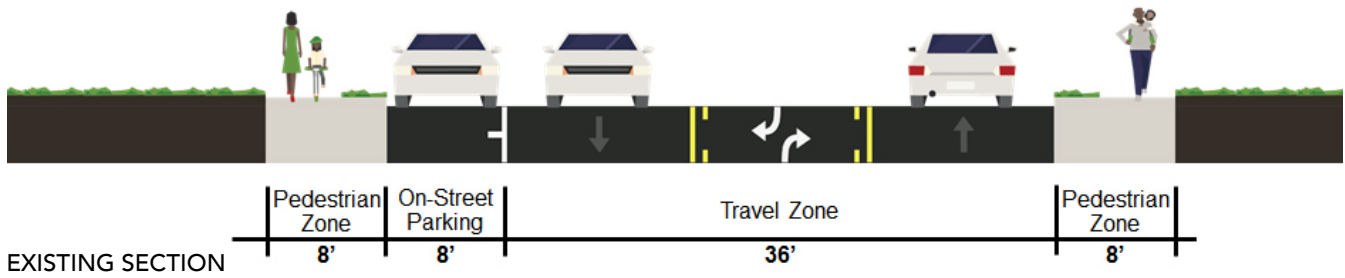 Pedestrian
Zone
On-Street
Parking
Travel Zone
Pedestrian
Zone
8’
8’
36’
8’
EXISTING SECTION